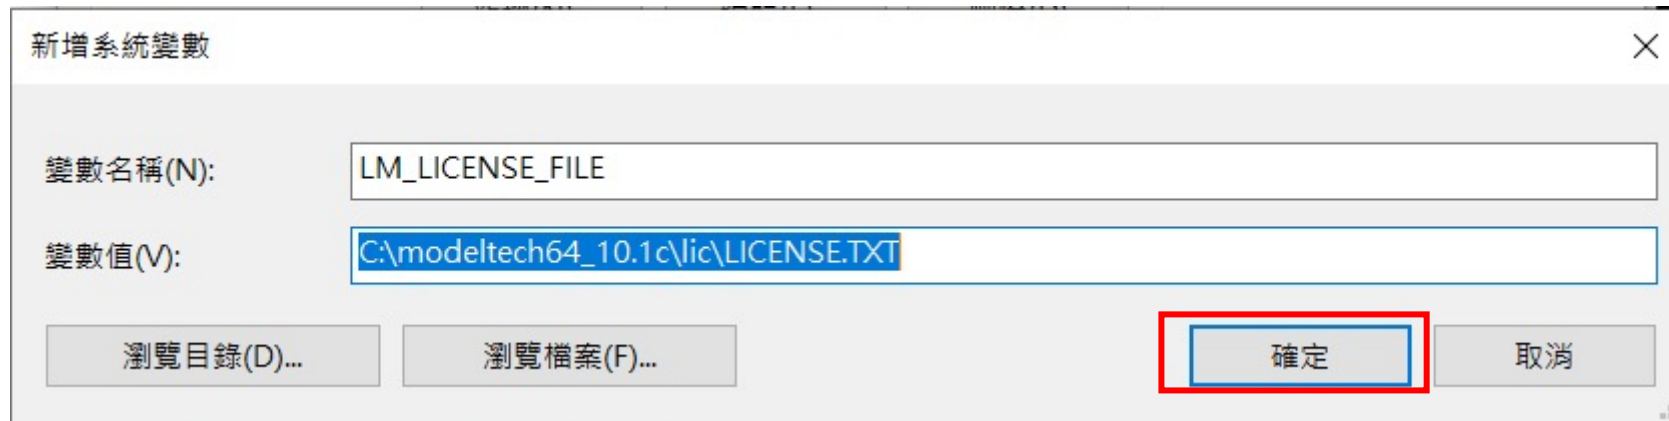 新增系統變數
變數名稱(N):
LM_LICENSE_FILE
變數值(V):
C:\modeltech64_10.1c\lic\LICENSE.TXT
瀏覽目錄(D)...
瀏覽檔案(F)...
確定
取消